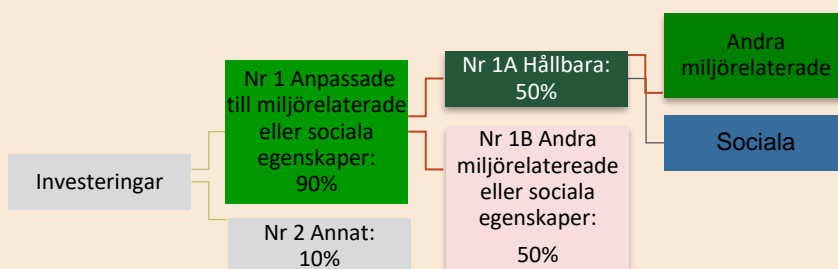 Investeringar
Nr 1 Anpassade
till miljörelaterade
eller sociala
egenskaper:
90%
Nr 2 Annat:
10%
Nr 1A Hållbara:
50%
Nr 1B Andra
miljörelatereade
eller sociala
egenskaper:
50%
Andra
miljörelaterade
Sociala